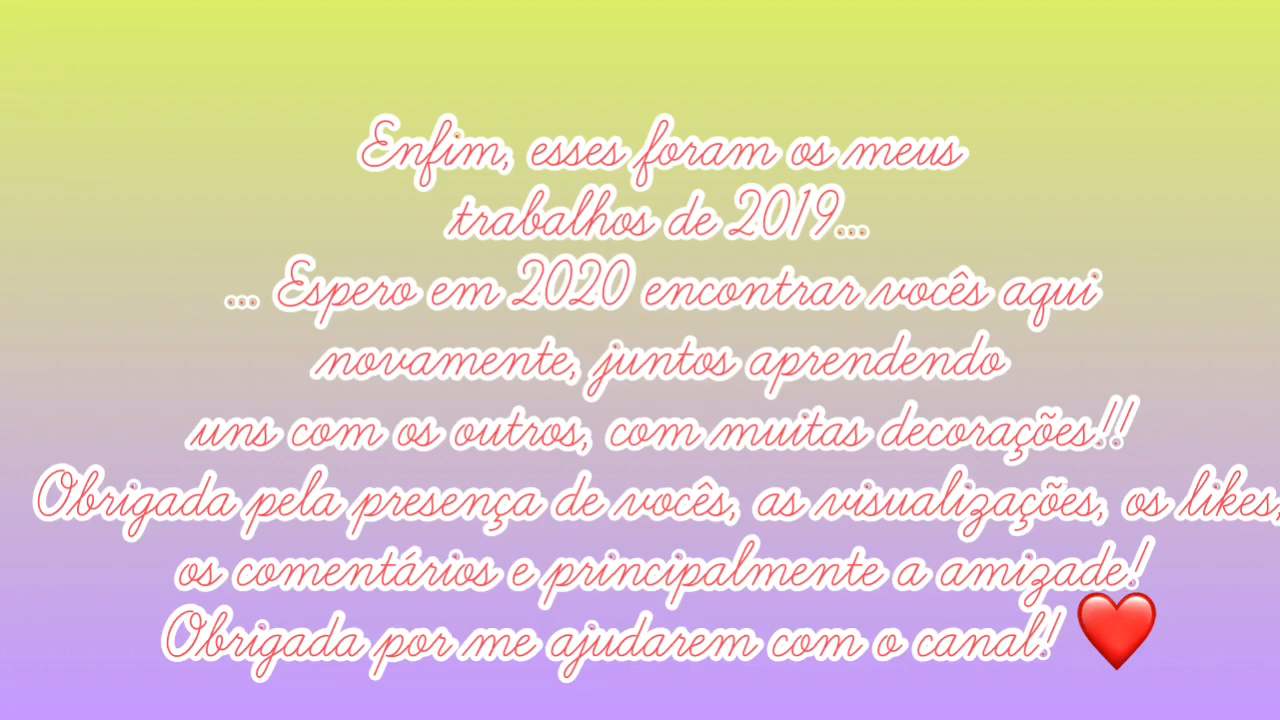 Enfim, esses foram os meus
trabalhos de 2019...
... Espero em 2020 encontrar vocês aqui
novamente, juntos aprendendo
uns com os outros, com muitas decorações!!
Obrigada pela presença de vocês, as visualizações, os likes,
os comentários e principalmente a amizade!
Obrigada por me ajudarem com o canal! ❤️